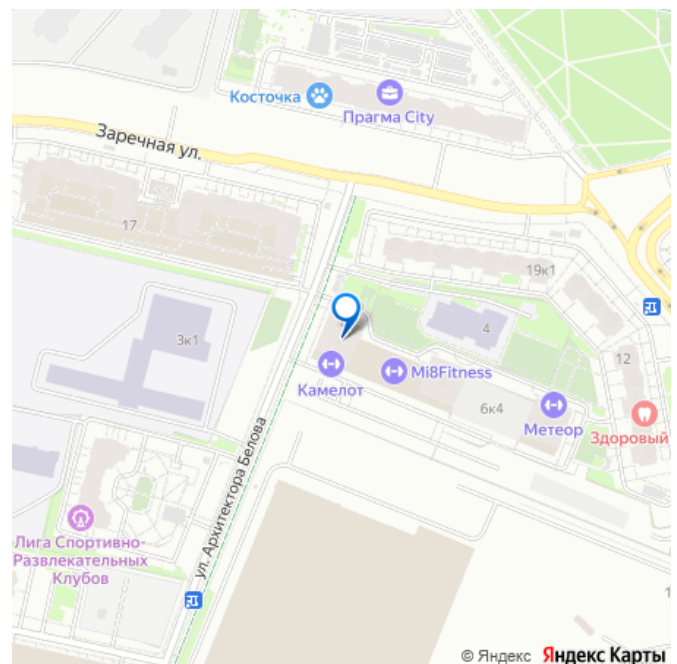 Косточка
Прагма City
Заречная ул.
17
19к1
3к1
4
12
Mi8Fitness
Камелот
6к4
Метеор
Здоровый
ул. Архитектора Белова
Лига Спортивно-
Развлекательных
Клубов
1
© Яндекс Яндекс Карты